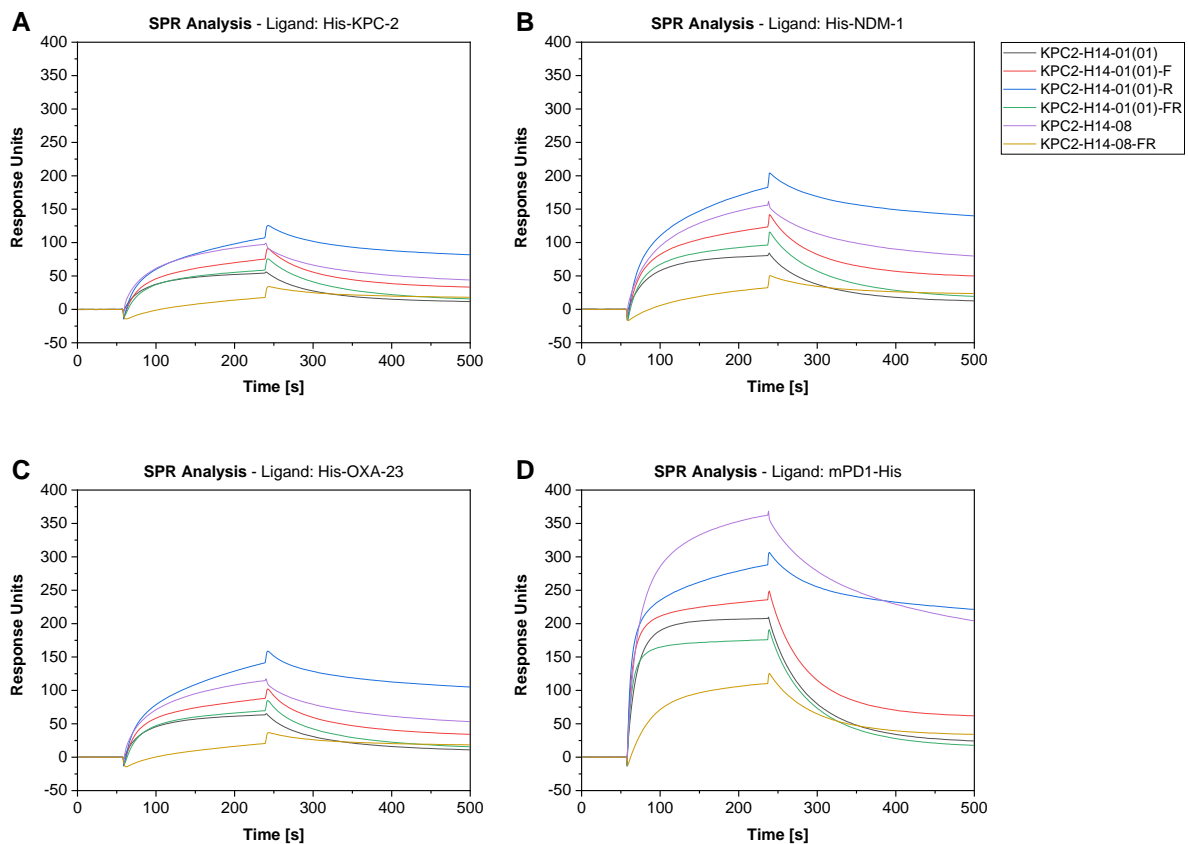 A
SPR Analysis - Ligand: His-KPC-2
400
350
300
250
200
150
100
50
0
-50
Response Units
0 100 200 300 400 500
Time [s]
B
SPR Analysis - Ligand: His-NDM-1
400
350
300
250
200
150
100
50
0
-50
Response Units
0 100 200 300 400 500
Time [s]
KPC2-H14-01(01)
KPC2-H14-01(01)-F
KPC2-H14-01(01)-R
KPC2-H14-01(01)-FR
KPC2-H14-08
KPC2-H14-08-FR
C
SPR Analysis - Ligand: His-OXA-23
400
350
300
250
200
150
100
50
0
-50
Response Units
0 100 200 300 400 500
Time [s]
D
SPR Analysis - Ligand: mPD1-His
400
350
300
250
200
150
100
50
0
-50
Response Units
0 100 200 300 400 500
Time [s]